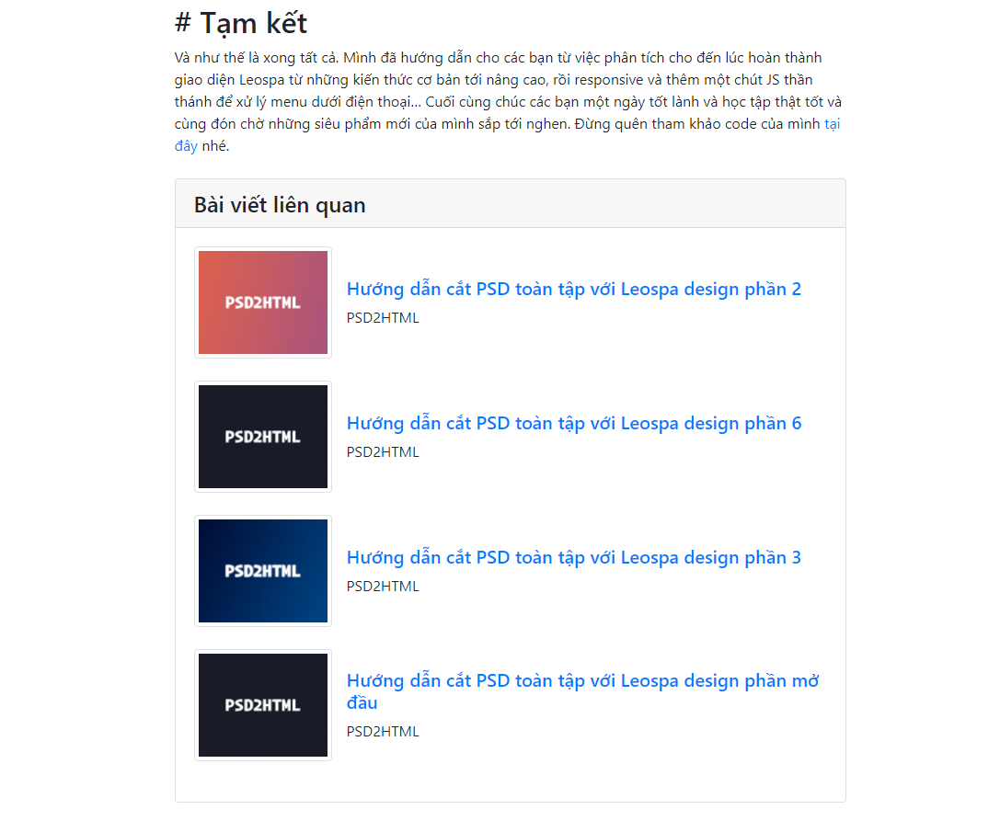 # Tạm kết
Và như thế là xong tất cả. Mình đã hướng dẫn cho các bạn từ việc phân tích cho đến lúc hoàn thành
giao diện Leospa từ những kiến thức cơ bản tới nâng cao, rồi responsive và thêm một chút JS thần
thánh để xử lý menu dưới điện thoại... Cuối cùng chúc các bạn một ngày tốt lành và học tập thật tốt và
cùng đón chờ những siêu phẩm mới của mình sắp tới nghen. Đừng quên tham khảo code của mình tại
đây nhé.
Bài viết liên quan
PSD2HTML
Hướng dẫn cắt PSD toàn tập với Leospa design phần 2
PSD2HTML
PSD2HTML
Hướng dẫn cắt PSD toàn tập với Leospa design phần 6
PSD2HTML
PSD2HTML
Hướng dẫn cắt PSD toàn tập với Leospa design phần 3
PSD2HTML
PSD2HTML
Hướng dẫn cắt PSD toàn tập với Leospa design phần mở
đầu
PSD2HTML